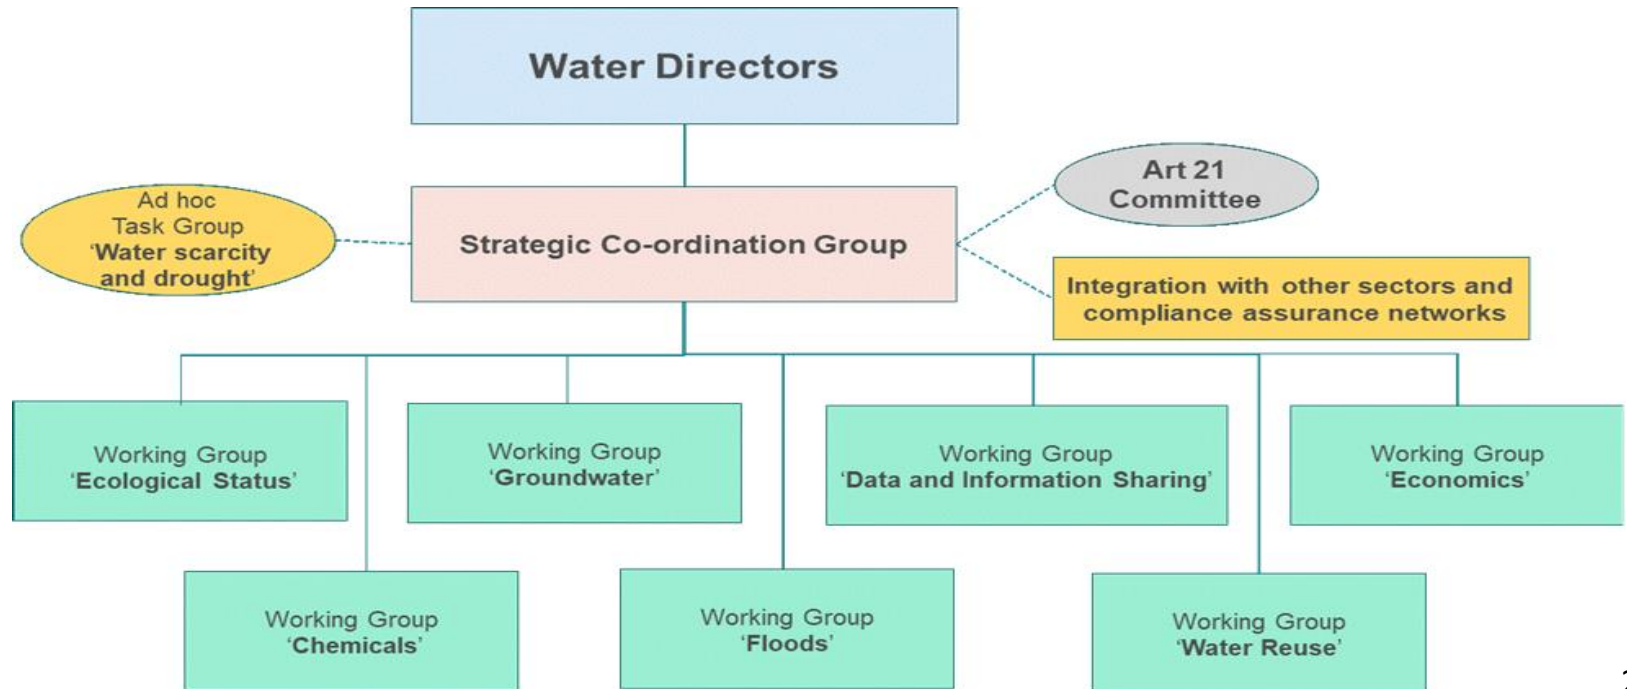 Water Directors
Ad hoc
Task Group
‘Water scarcity
and drought’
Strategic Co-ordination Group
Art 21
Committee
Integration with other sectors and
compliance assurance networks
Working Group
‘Ecological Status’
Working Group
‘Groundwater’
Working Group
‘Data and Information Sharing’
Working Group
‘Economics’
Working Group
‘Chemicals’
Working Group
‘Floods’
Working Group
‘Water Reuse’